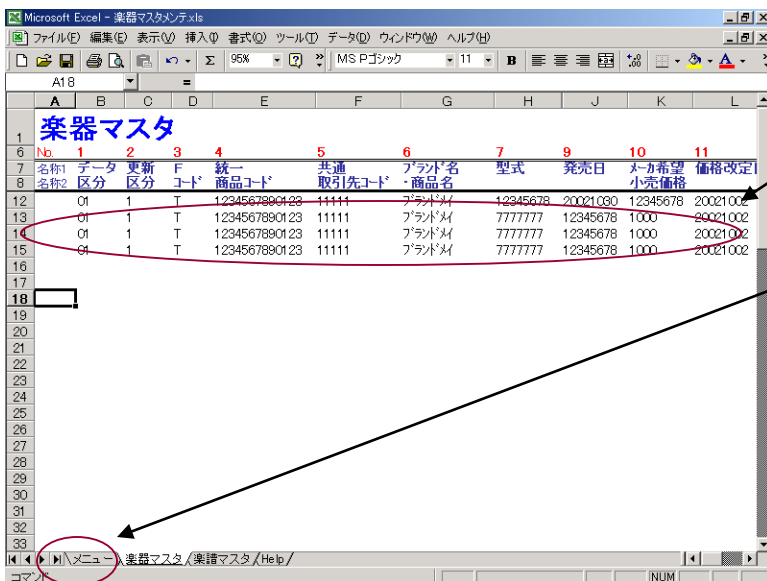 Microsoft Excel - 楽器マスタメンテ.xls
ファイル(F) 編集(E) 表示(V) 挿入(I) 書式(O) ツール(T) データ(D) ウィンドウ(W) ヘルプ(H)
95% MS Pゴシック 11 B A
A18 =
A B C D E F G H J K L
1 楽器マスタ
6 No. 1 2 3 4 5 6 7 9 10 11
7 名称1 データ 更新 F 統一 共通 ブランド名 型式 発売日 メーカ希望 価格改定
8 名称2 区分 区分 コード 商品コード 取引先コード ・商品名 小売価格
12 01 1 T 1234567890123 11111 ブランドメイ 12345678 20021030 12345678 20021002
13 01 1 T 1234567890123 11111 ブランドメイ 7777777 12345678 1000 20021002
14 01 1 T 1234567890123 11111 ブランドメイ 7777777 12345678 1000 20021002
15 01 1 T 1234567890123 11111 ブランドメイ 7777777 12345678 1000 20021002
16
17
18
19
20
21
22
23
24
25
26
27
28
29
30
31
32
33
メニュー 楽器マスタ 楽譜マスタ Help
コマンド NUM